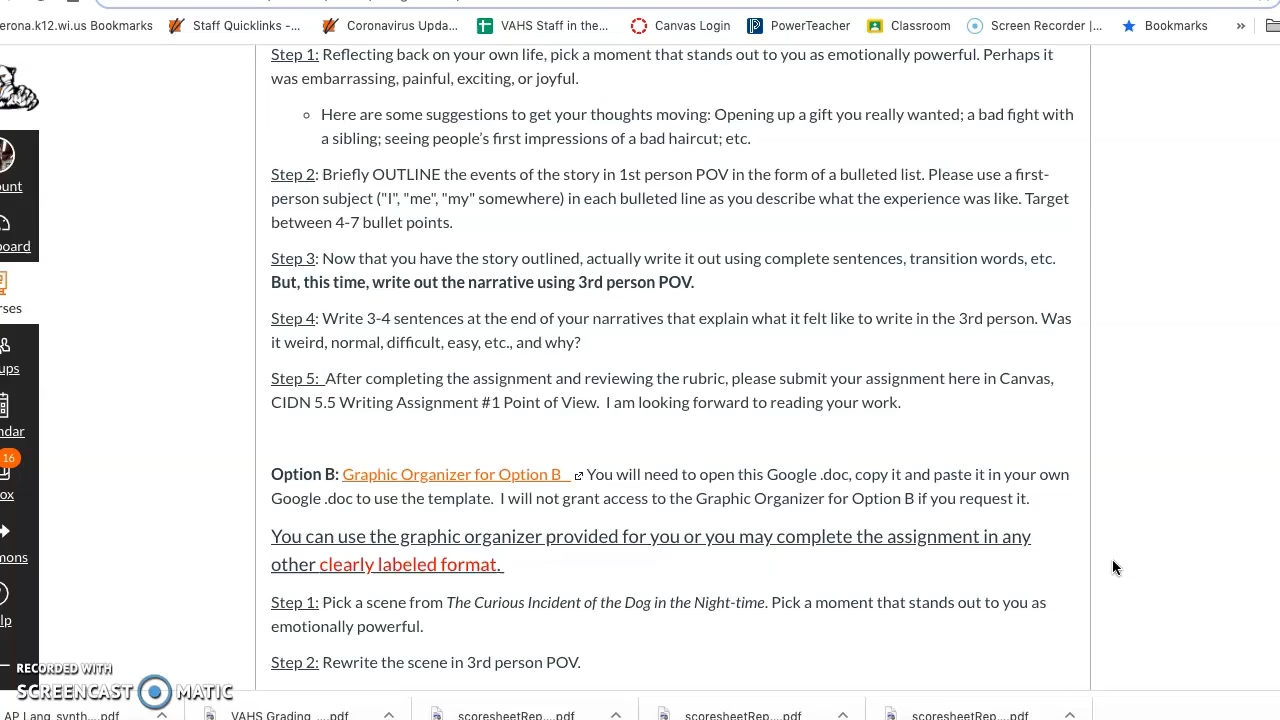 erona.k12.wi.us Bookmarks Staff Quicklinks -... Coronavirus Upda... VAHS Staff in the... Canvas Login PowerTeacher Classroom Screen Recorder |... Bookmarks »
Step 1: Reflecting back on your own life, pick a moment that stands out to you as emotionally powerful. Perhaps it
was embarrassing, painful, exciting, or joyful.
Here are some suggestions to get your thoughts moving: Opening up a gift you really wanted; a bad fight with
a sibling; seeing people's first impressions of a bad haircut; etc.
Step 2: Briefly OUTLINE the events of the story in 1st person POV in the form of a bulleted list. Please use a first-
person subject ("I", "me", "my" somewhere) in each bulleted line as you describe what the experience was like. Target
between 4-7 bullet points.
Step 3: Now that you have the story outlined, actually write it out using complete sentences, transition words, etc.
But, this time, write out the narrative using 3rd person POV.
Step 4: Write 3-4 sentences at the end of your narratives that explain what it felt like to write in the 3rd person. Was
it weird, normal, difficult, easy, etc., and why?
Step 5: After completing the assignment and reviewing the rubric, please submit your assignment here in Canvas,
CIDN 5.5 Writing Assignment #1 Point of View. I am looking forward to reading your work.
Option B: Graphic Organizer for Option B You will need to open this Google .doc, copy it and paste it in your own
Google .doc to use the template. I will not grant access to the Graphic Organizer for Option B if you request it.
You can use the graphic organizer provided for you or you may complete the assignment in any
other clearly labeled format.
Step 1: Pick a scene from The Curious Incident of the Dog in the Night-time. Pick a moment that stands out to you as
emotionally powerful.
Step 2: Rewrite the scene in 3rd person POV.
ount
board
rses
ups
ndar
16
ox
mons
lp
RECORDED WITH
SCREENCAST MATIC
AP Lang_synth....pdf VAHS Grading_....pdf scoresheetRep....pdf scoresheetRep....pdf scoresheetRep....pdf